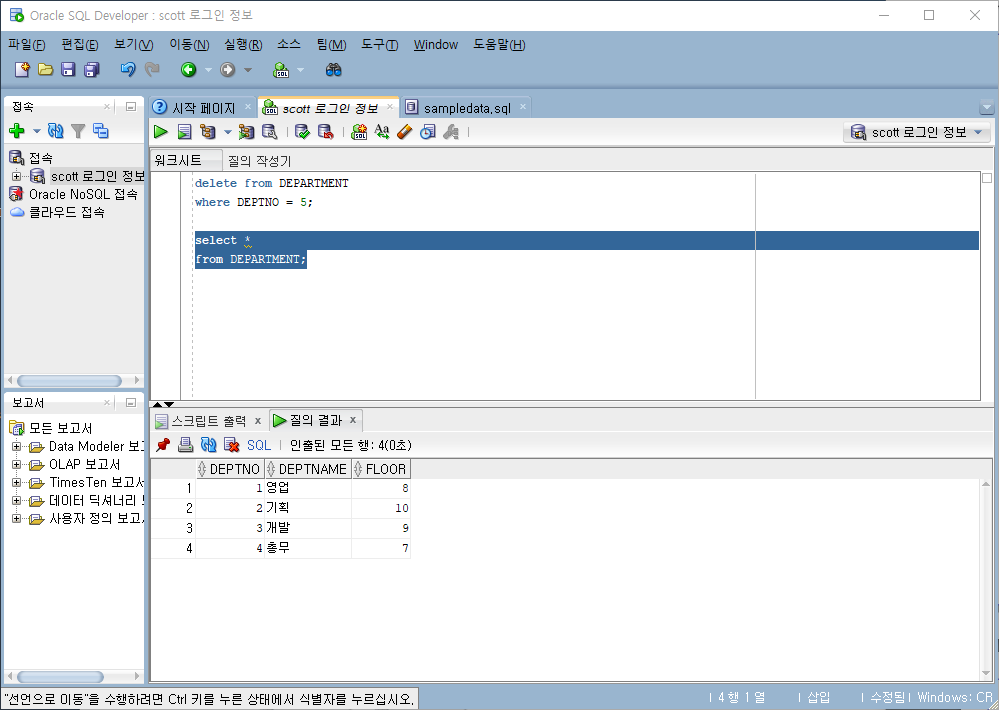 Oracle SQL Developer : scott 로그인 정보
파일(F) 편집(E) 보기(V) 이동(N) 실행(R) 소스 팀(M) 도구(T) Window 도움말(H)
접속
시작 페이지 scott 로그인 정보 sampledata.sql
scott 로그인 정보
접속
scott 로그인 정보
Oracle NoSQL 접속
클라우드 접속
워크시트 질의 작성기
delete from DEPARTMENT
where DEPTNO = 5;
select *
from DEPARTMENT;
보고서
모든 보고서
Data Modeler 보고
OLAP 보고서
TimesTen 보고서
데이터 딕셔너리
사용자 정의 보고서
스크립트 출력 x 질의 결과 x
SQL | 인출된 모든 행: 4(0초)
DEPTNO DEPTNAME FLOOR
1 1 영업 8
2 2 기획 10
3 3 개발 9
4 4 총무 7
"선언으로 이동"을 수행하려면 Ctrl 키를 누른 상태에서 식별자를 누르십시오.
| 4 행 1 열 | 삽입 | 수정됨 | Windows: CR